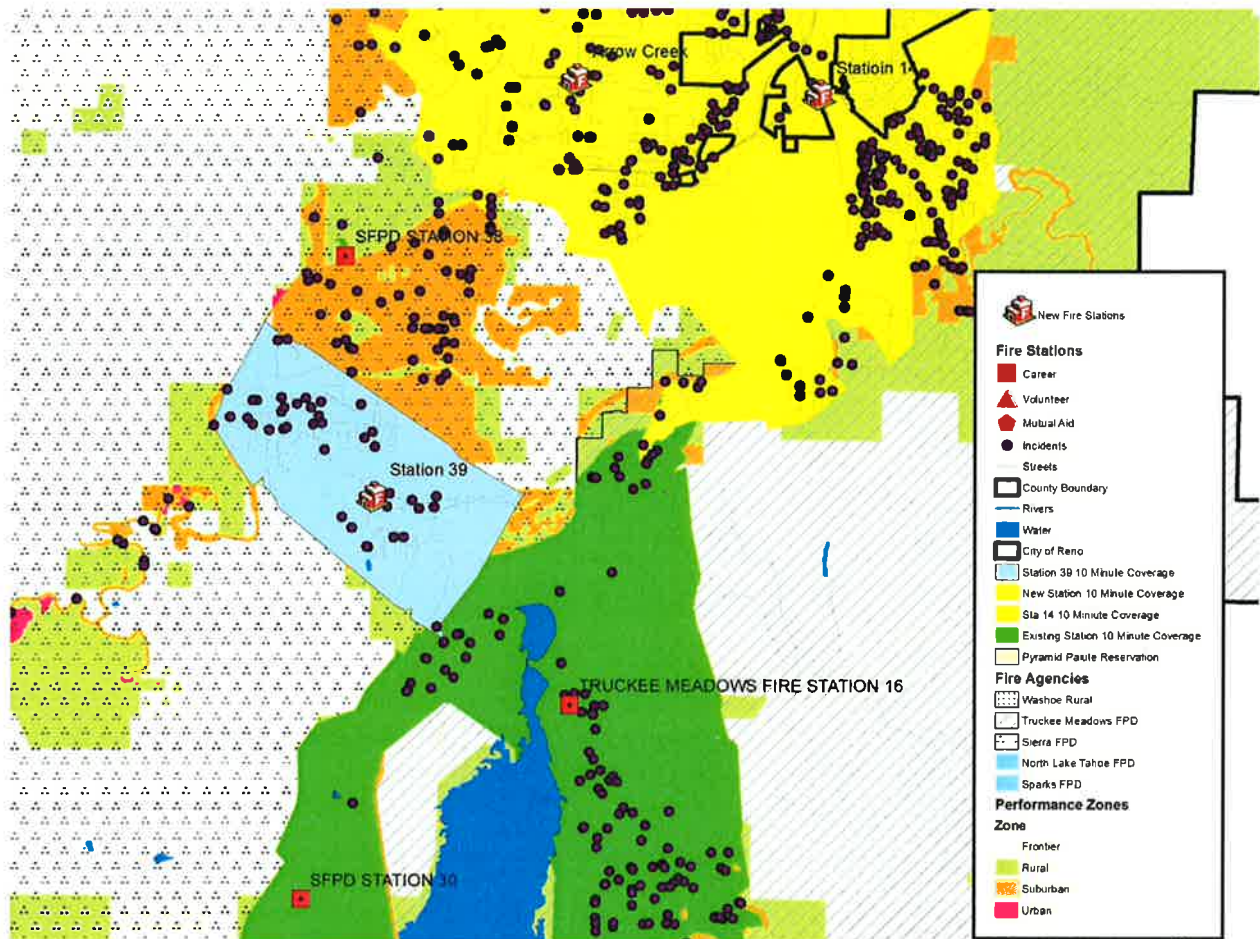 Arrow Creek
Statioin 14
SFPD STATION 38
Station 39
TRUCKEE MEADOWS FIRE STATION 16
SFPD STATION 30
New Fire Stations
Fire Stations
Career
Volunteer
Mutual Aid
Incidents
Streets
County Boundary
Rivers
Water
City of Reno
Station 39 10 Minute Coverage
New Station 10 Minute Coverage
Sta 14 10 Miniute Coverage
Existing Station 10 Minute Coverage
Pyramid Paiute Reservation
Fire Agencies
Washoe Rural
Truckee Meadows FPD
Sierra FPD
North Lake Tahoe FPD
Sparks FPD
Performance Zones
Zone
Frontier
Rural
Suburban
Urban